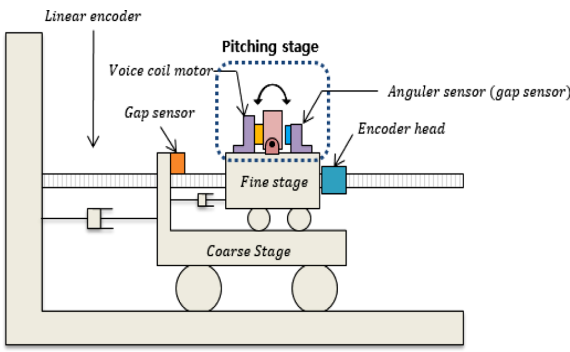 Linear encoder
Pitching stage
Voice coil motor
Anguler sensor (gap sensor)
Gap sensor
Encoder head
Fine stage
Coarse Stage